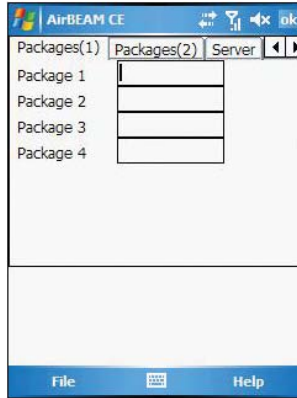 AirBEAM CE ok
Packages(1) Packages(2) Server
Package 1
Package 2
Package 3
Package 4
File Help